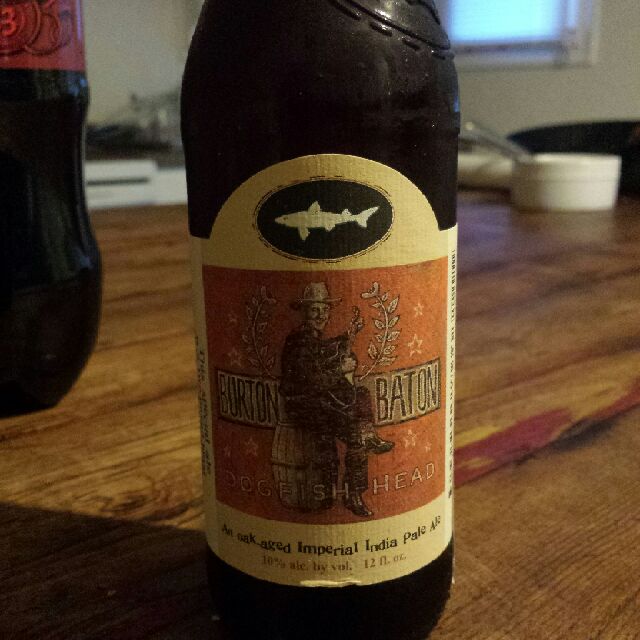 BURTON BATON
DOGFISH HEAD
An oak-aged Imperial India Pale Ale
10% alc. by vol. 12 fl. oz.